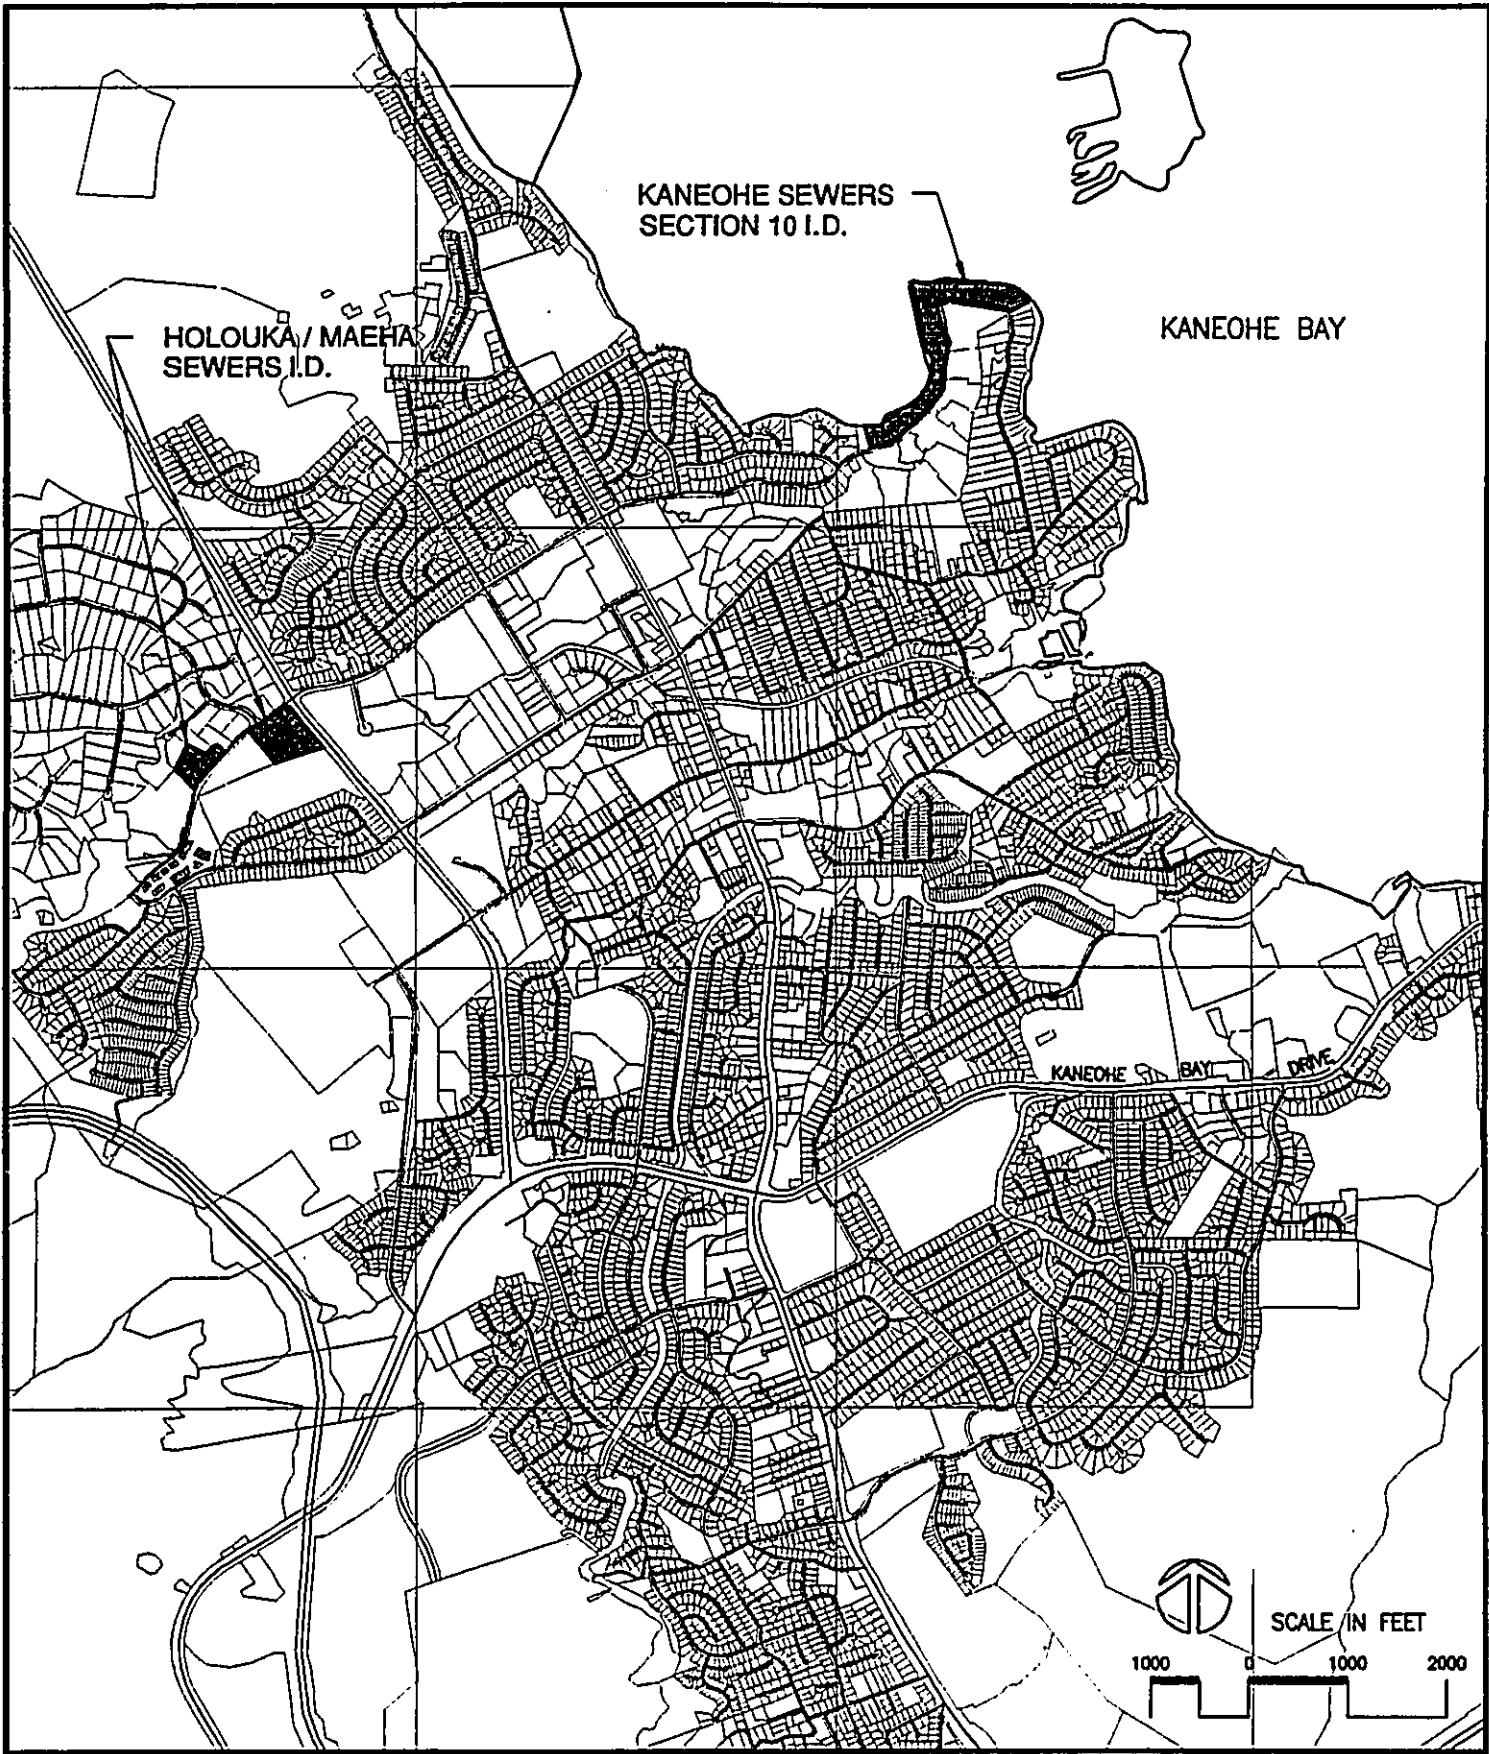 KANEOHE SEWERS
SECTION 10 I.D.
KANEOHE BAY
HOLOUKA / MAEHA
SEWERS I.D.
KANEOHE BAY DRIVE
SCALE IN FEET
1000 0 1000 2000